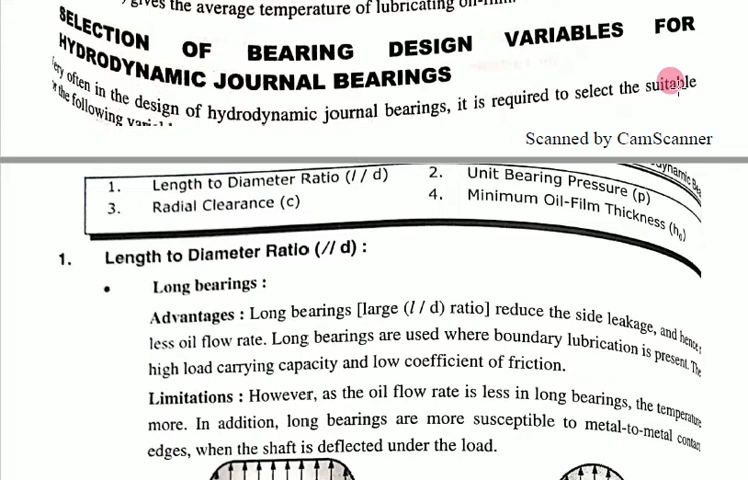 gives the average temperature of lubricating oil-film.
SELECTION OF BEARING DESIGN VARIABLES FOR
HYDRODYNAMIC JOURNAL BEARINGS
often in the design of hydrodynamic journal bearings, it is required to select the suitable
the following
Scanned by CamScanner
1. Length to Diameter Ratio (l / d) 2. Unit Bearing Pressure (p)
3. Radial Clearance (c) 4. Minimum Oil-Film Thickness (h₀)
1. Length to Diameter Ratio (l/ d) :
• Long bearings :
Advantages : Long bearings [large (l / d) ratio] reduce the side leakage, and hence
less oil flow rate. Long bearings are used where boundary lubrication is present. The
high load carrying capacity and low coefficient of friction.
Limitations : However, as the oil flow rate is less in long bearings, the temperature
more. In addition, long bearings are more susceptible to metal-to-metal contact
edges, when the shaft is deflected under the load.